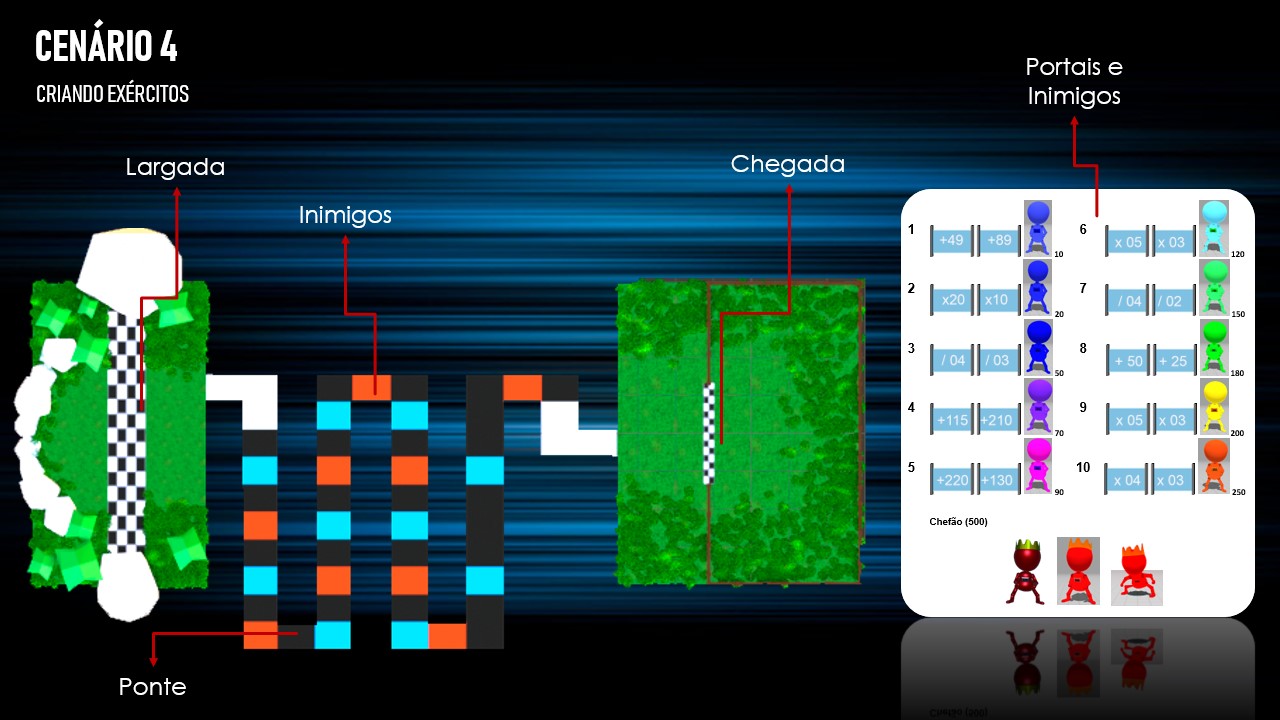 CENÁRIO 4
CRIANDO EXÉRCITOS
Largada
Inimigos
Chegada
Portais e
Inimigos
Ponte
1 +49 +89 10
2 x20 x10 20
3 / 04 / 03 50
4 +115 +210 70
5 +220 +130 90
6 x 05 x 03 120
7 / 04 / 02 150
8 + 50 + 25 180
9 x 05 x 03 200
10 x 04 x 03 250
Chefão (500)